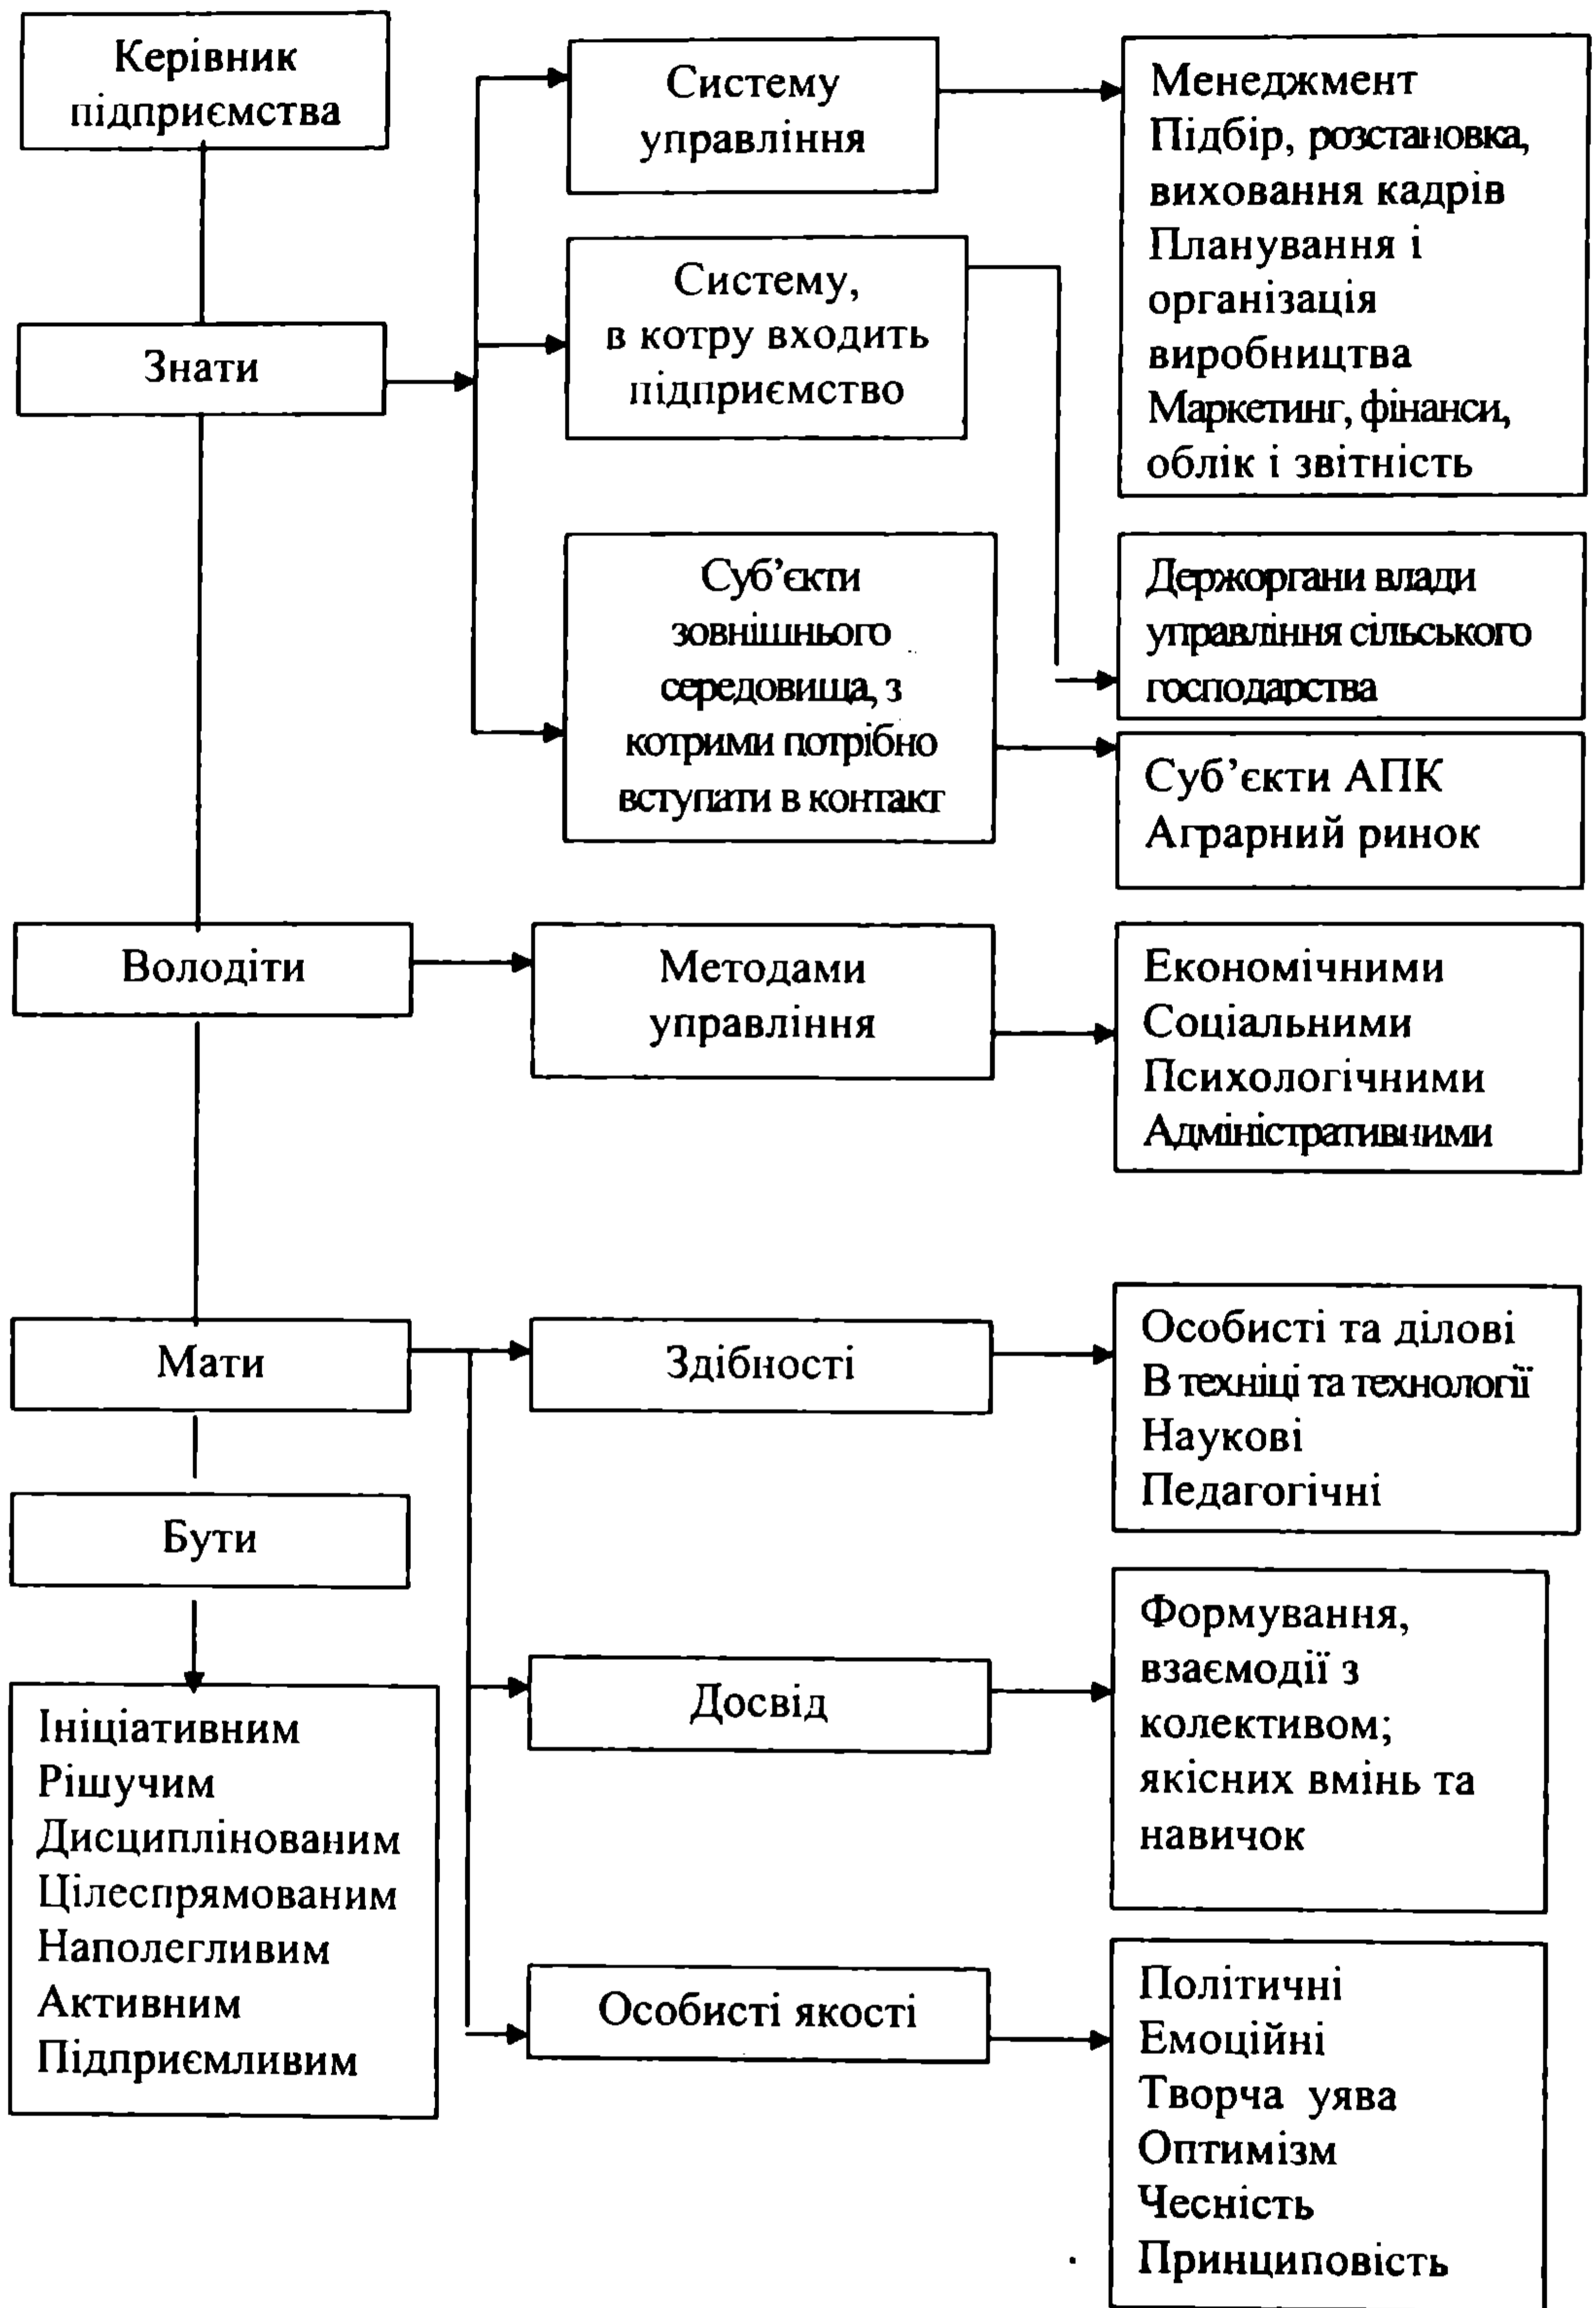 Керівник
підприємства
Знати
Систему
управління
Менеджмент
Підбір, розстановка,
виховання кадрів
Планування і
організація
виробництва
Маркетинг, фінанси,
облік і звітність
Систему,
в котру входить
підприємство
Держоргани влади
управління сільського
господарства
Суб’єкти
зовнішнього
середовища, з
котрими потрібно
вступати в контакт
Суб’єкти АПК
Аграрний ринок
Володіти
Методами
управління
Економічними
Соціальними
Психологічними
Адміністративними
Мати
Здібності
Особисті та ділові
В техніці та технології
Наукові
Педагогічні
Досвід
Формування,
взаємодії з
колективом;
якісних вмінь та
навичок
Особисті якості
Політичні
Емоційні
Творча уява
Оптимізм
Чесність
Принциповість
Бути
Ініціативним
Рішучим
Дисциплінованим
Цілеспрямованим
Наполегливим
Активним
Підприємливим